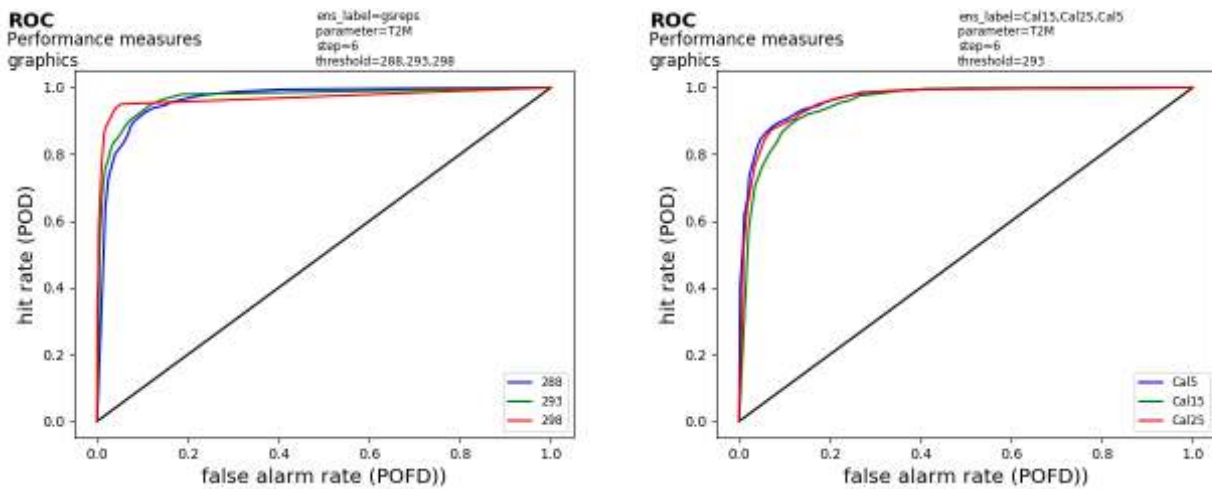 ROC
Performance measures
graphics
ens_label=gsreps
parameter=T2M
step=6
threshold=288,293,298
1.0
0.8
0.6
0.4
0.2
0.0
hit rate (POD)
288
293
298
0.0 0.2 0.4 0.6 0.8 1.0
false alarm rate (POFD))
ROC
Performance measures
graphics
ens_label=Cal15,Cal25,Cal5
parameter=T2M
step=6
threshold=293
1.0
0.8
0.6
0.4
0.2
0.0
hit rate (POD)
Cal5
Cal15
Cal25
0.0 0.2 0.4 0.6 0.8 1.0
false alarm rate (POFD))